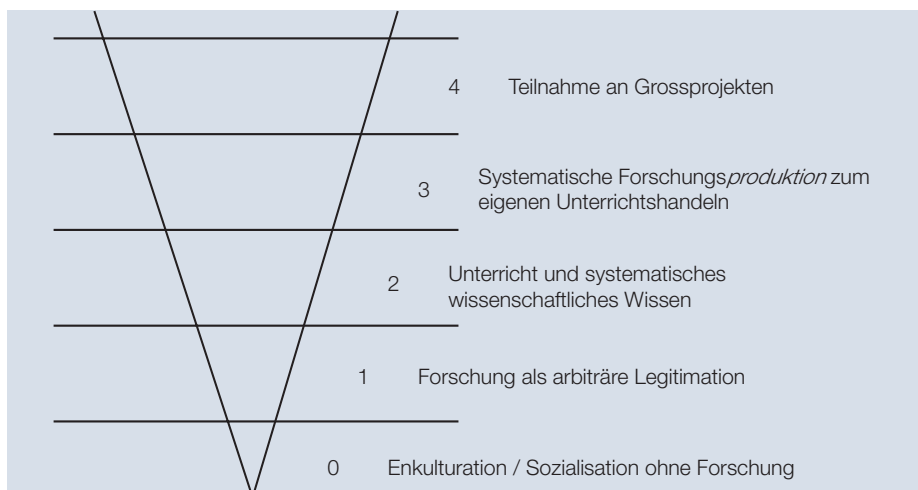 4 Teilnahme an Grossprojekten
3 Systematische Forschungsproduktion zum
eigenen Unterrichtshandeln
2 Unterricht und systematisches
wissenschaftliches Wissen
1 Forschung als arbiträre Legitimation
0 Enkulturation / Sozialisation ohne Forschung